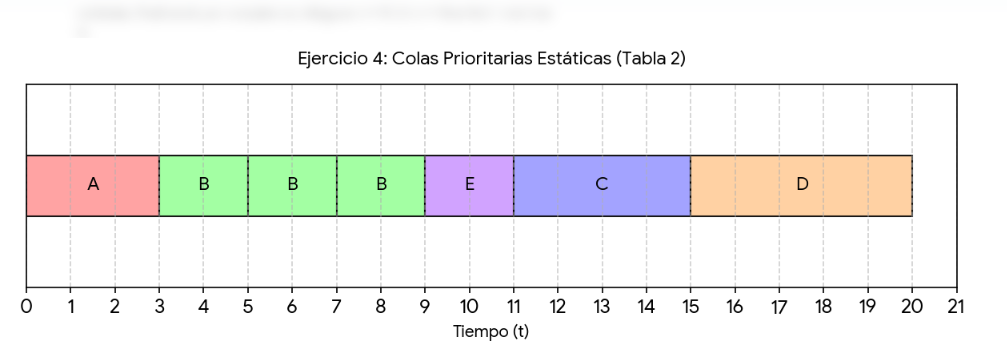 Ejercicio 4: Colas Prioritarias Estáticas (Tabla 2)
A B B B E C D
0 1 2 3 4 5 6 7 8 9 10 11 12 13 14 15 16 17 18 19 20 21
Tiempo (t)